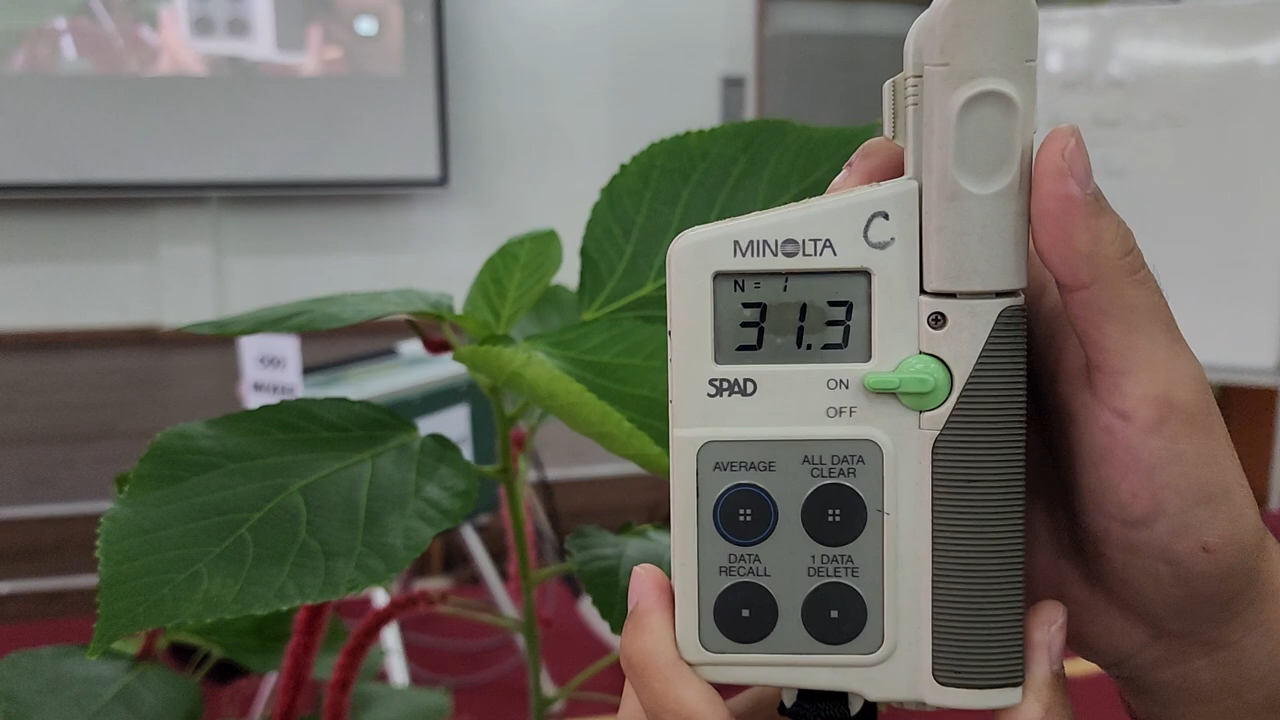 C
MINOLTA
N = 1
31.3
SPAD
ON
OFF
AVERAGE
ALL DATA
CLEAR
DATA
RECALL
1 DATA
DELETE